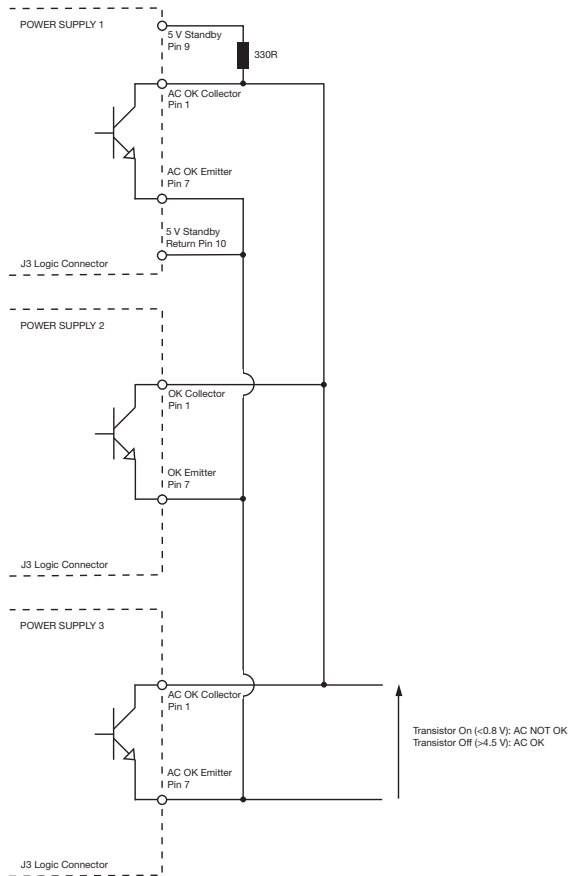 POWER SUPPLY 1
5 V Standby
Pin 9
330R
AC OK Collector
Pin 1
AC OK Emitter
Pin 7
5 V Standby
Return Pin 10
J3 Logic Connector
POWER SUPPLY 2
OK Collector
Pin 1
OK Emitter
Pin 7
J3 Logic Connector
POWER SUPPLY 3
AC OK Collector
Pin 1
Transistor On (<0.8 V): AC NOT OK
Transistor Off (>4.5 V): AC OK
AC OK Emitter
Pin 7
J3 Logic Connector